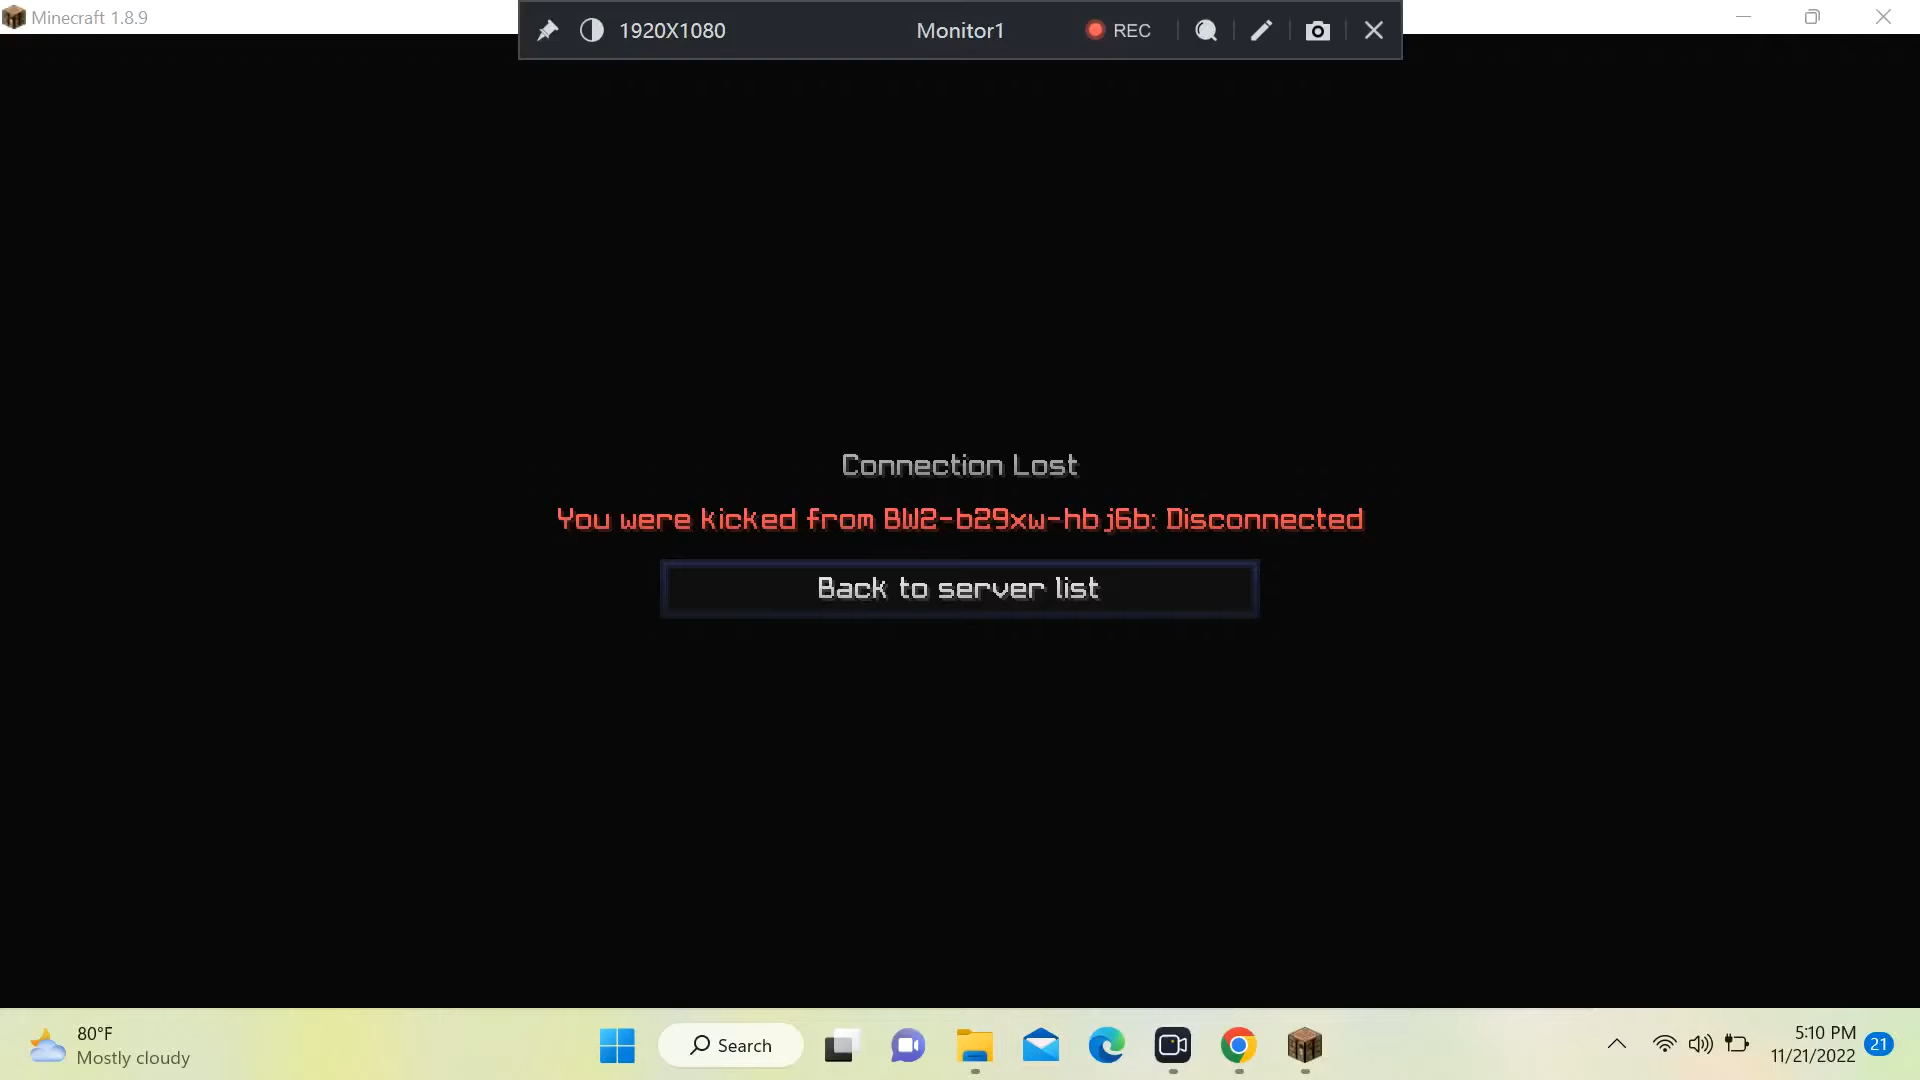 Minecraft 1.8.9
1920X1080 Monitor1 REC
Connection Lost
You were kicked from BW2-b29xw-hbj6b: Disconnected
Back to server list
80°F
Mostly cloudy
Search
5:10 PM
11/21/2022
21